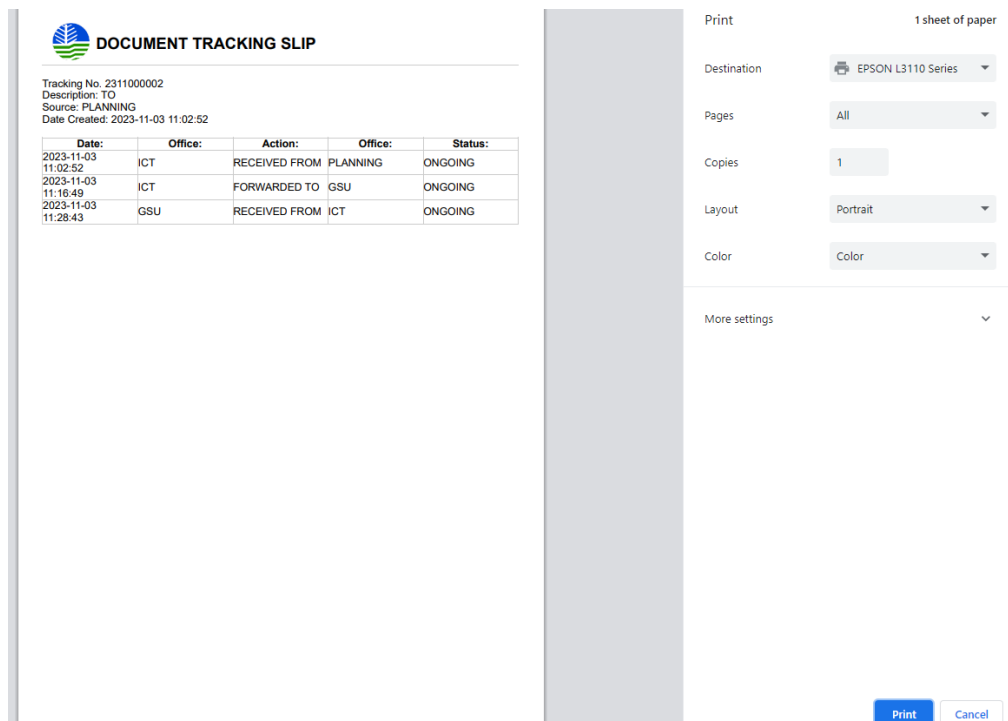 DOCUMENT TRACKING SLIP
Tracking No. 2311000002
Description: TO
Source: PLANNING
Date Created: 2023-11-03 11:02:52
Date: Office: Action: Office: Status:
2023-11-03
11:02:52 ICT RECEIVED FROM PLANNING ONGOING
2023-11-03
11:16:49 ICT FORWARDED TO GSU ONGOING
2023-11-03
11:28:43 GSU RECEIVED FROM ICT ONGOING
Print 1 sheet of paper
Destination EPSON L3110 Series
Pages All
Copies 1
Layout Portrait
Color Color
More settings
Print Cancel